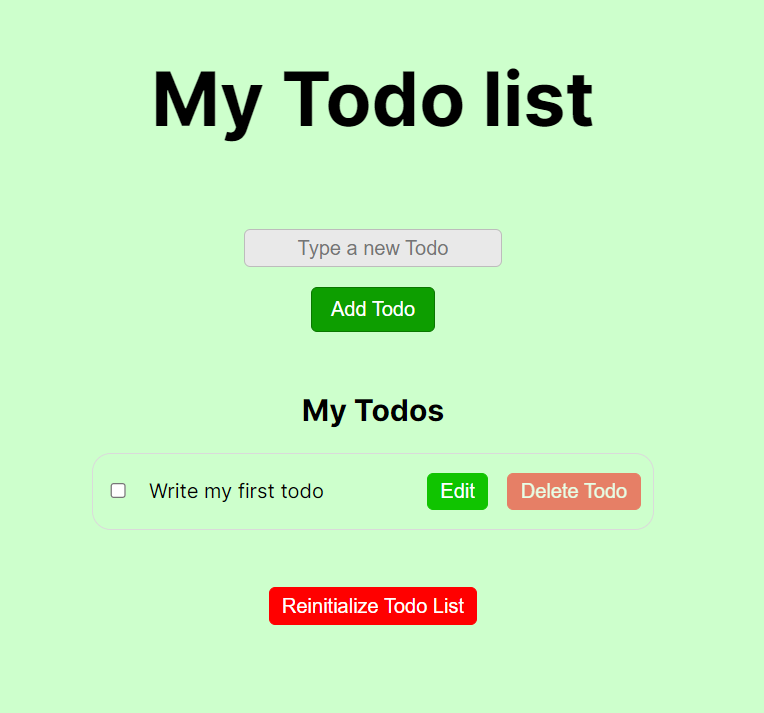 My Todo list
Type a new Todo
Add Todo
My Todos
Write my first todo Edit Delete Todo
Reinitialize Todo List